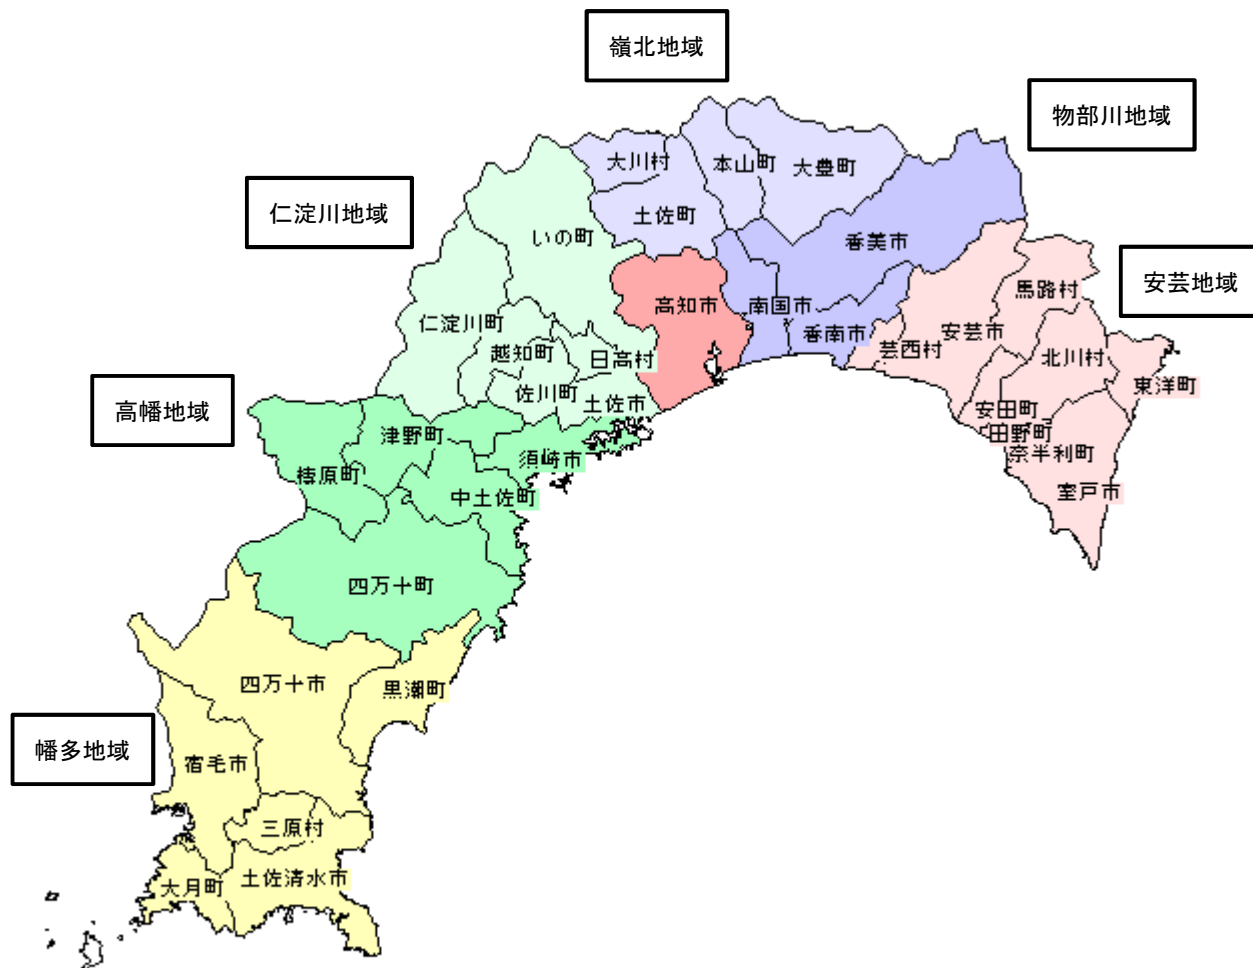 嶺北地域
物部川地域
大川村
本山町
大豊町
仁淀川地域
土佐町
いの町
香美市
安芸地域
馬路村
高知市
南国市
仁淀川町
香南市
安芸市
越知町
日高村
芸西村
北川村
東洋町
佐川町
土佐市
高幡地域
安田町
津野町
田野町
奈半利町
須崎市
梼原町
中土佐町
室戸市
四万十町
四万十市
黒潮町
幡多地域
宿毛市
三原村
大月町
土佐清水市